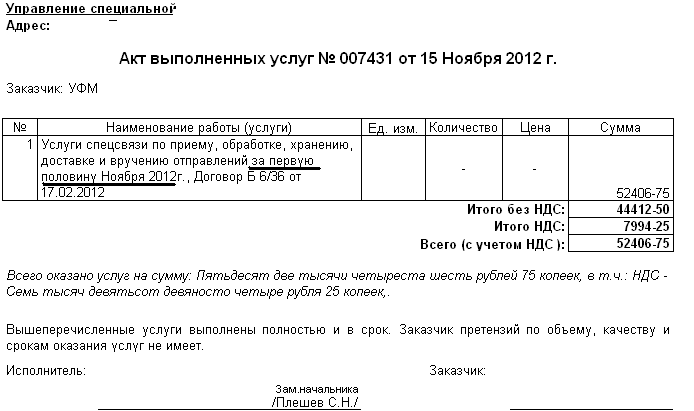 Управление специальной
Адрес:
Акт выполненных услуг № 007431 от 15 Ноября 2012 г.
Заказчик: УФМ
№ Наименование работы (услуги) Ед. изм. Количество Цена Сумма
1 Услуги спецсвязи по приему, обработке, хранению,
доставке и вручению отправлений за первую
половину Ноября 2012г., Договор Б 6/36 от - -
17.02.2012 52406-75
Итого без НДС: 44412-50
Итого НДС: 7994-25
Всего (с учетом НДС ): 52406-75
Всего оказано услуг на сумму: Пятьдесят две тысячи четыреста шесть рублей 75 копеек, в т.ч.: НДС -
Семь тысяч девятьсот девяносто четыре рубля 25 копеек,.
Вышеперечисленные услуги выполнены полностью и в срок. Заказчик претензий по объему, качеству и
срокам оказания услуг не имеет.
Исполнитель: Заказчик:
Зам.начальника
/Плешев С.Н./